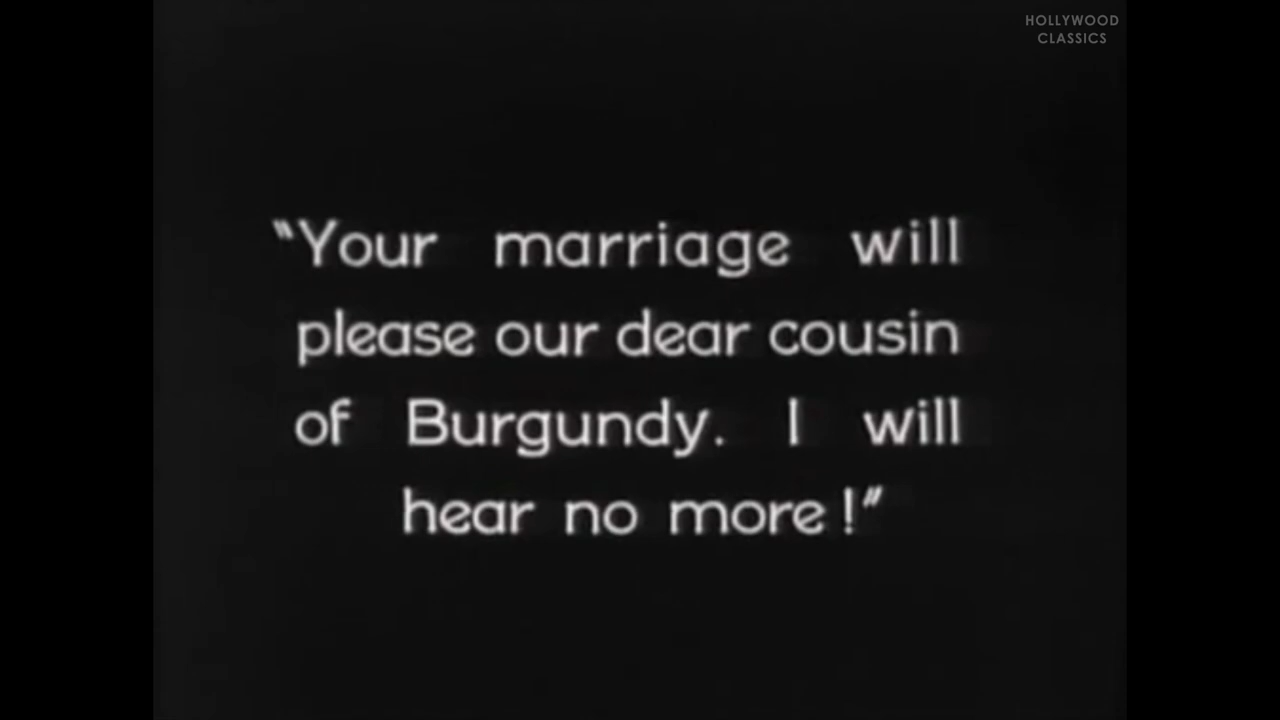 HOLLYWOOD
CLASSICS
"Your marriage will
please our dear cousin
of Burgundy. I will
hear no more!"